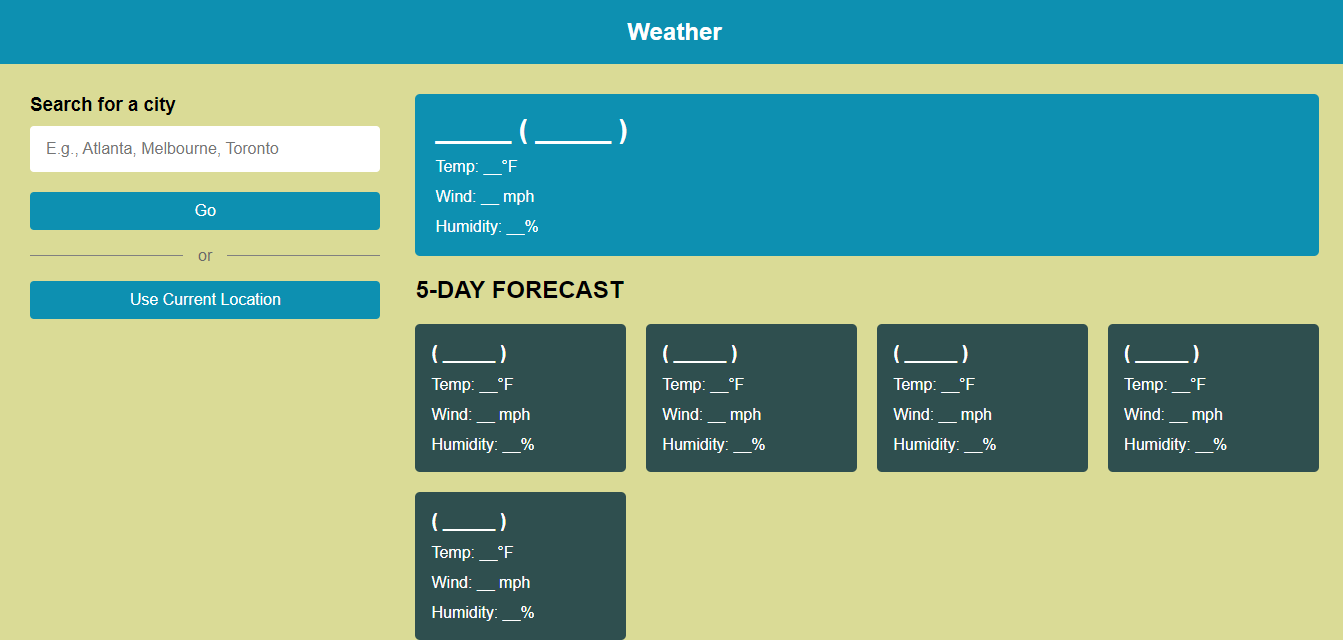 Weather
Search for a city
E.g., Atlanta, Melbourne, Toronto
Go
or
Use Current Location
______ ( ______ )
Temp: __°F
Wind: __ mph
Humidity: __%
5-DAY FORECAST
( _____ )
Temp: __°F
Wind: __ mph
Humidity: __%
( _____ )
Temp: __°F
Wind: __ mph
Humidity: __%
( _____ )
Temp: __°F
Wind: __ mph
Humidity: __%
( _____ )
Temp: __°F
Wind: __ mph
Humidity: __%
( _____ )
Temp: __°F
Wind: __ mph
Humidity: __%